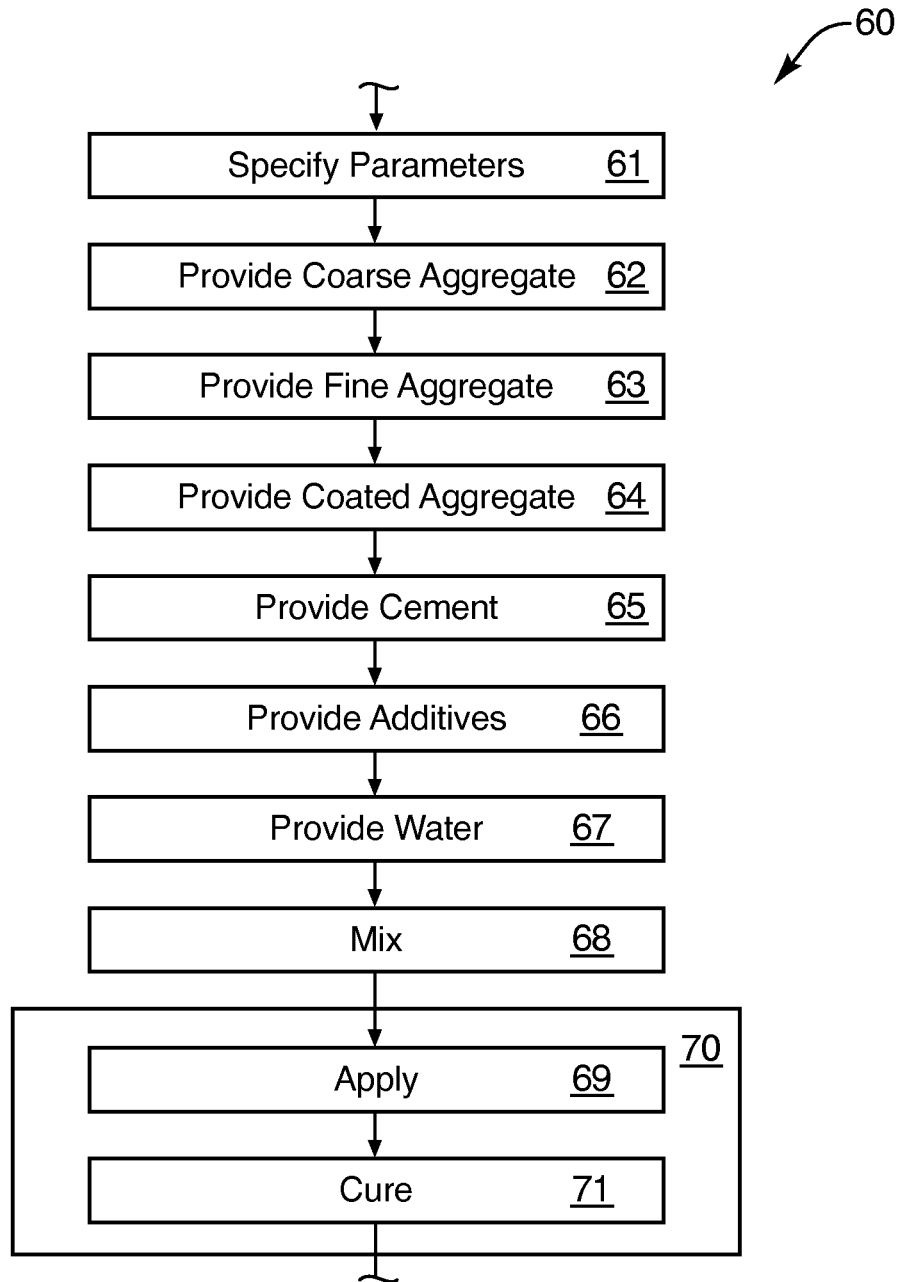 60
Specify Parameters 61
Provide Coarse Aggregate 62
Provide Fine Aggregate 63
Provide Coated Aggregate 64
Provide Cement 65
Provide Additives 66
Provide Water 67
Mix 68
70
Apply 69
Cure 71